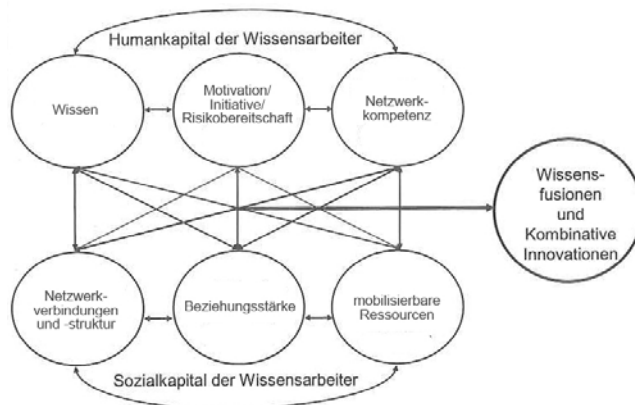 Humankapital der Wissensarbeiter
Wissen
Motivation/
Initiative/
Risikobereitschaft
Netzwerk-
kompetenz
Wissens-
fusionen
und
Kombinative
Innovationen
Netzwerk-
verbindungen
und -struktur
Beziehungsstärke
mobilisierbare
Ressourcen
Sozialkapital der Wissensarbeiter